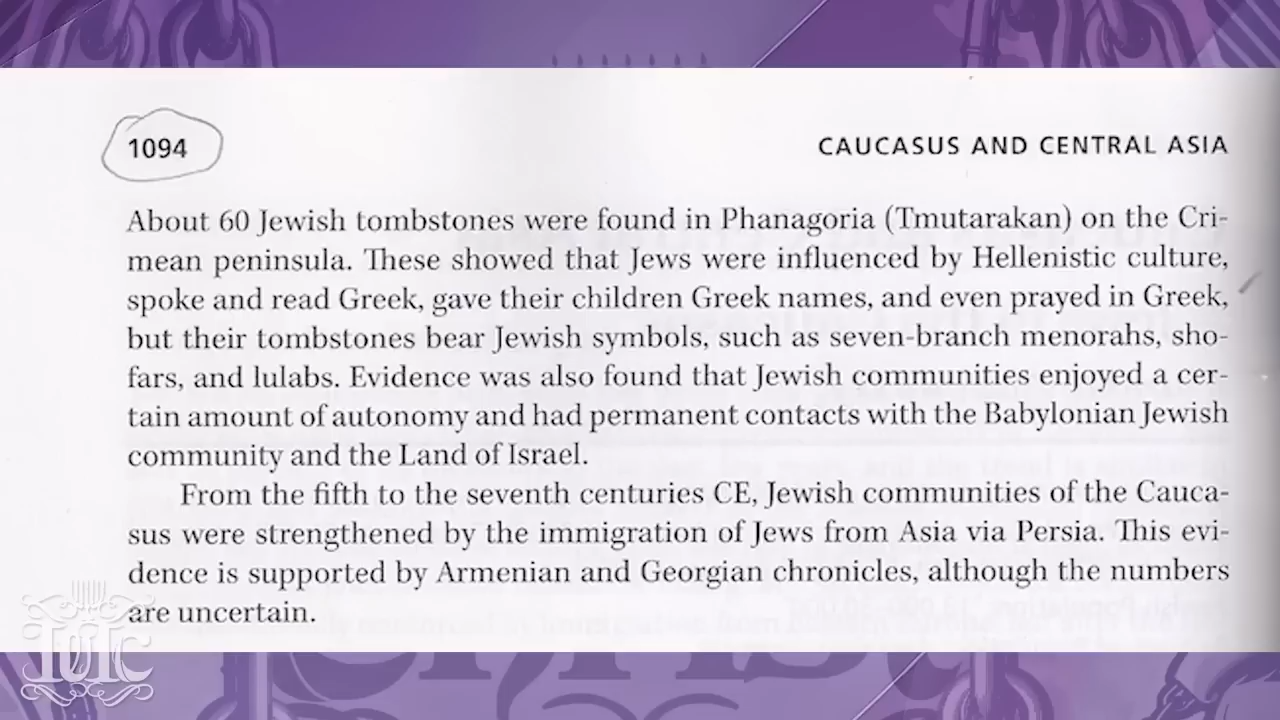 1094
CAUCASUS AND CENTRAL ASIA
About 60 Jewish tombstones were found in Phanagoria (Tmutarakan) on the Cri-
mean peninsula. These showed that Jews were influenced by Hellenistic culture,
spoke and read Greek, gave their children Greek names, and even prayed in Greek,
but their tombstones bear Jewish symbols, such as seven-branch menorahs, sho-
fars, and lulabs. Evidence was also found that Jewish communities enjoyed a cer-
tain amount of autonomy and had permanent contacts with the Babylonian Jewish
community and the Land of Israel.
From the fifth to the seventh centuries CE, Jewish communities of the Cauca-
sus were strengthened by the immigration of Jews from Asia via Persia. This evi-
dence is supported by Armenian and Georgian chronicles, although the numbers
are uncertain.
IUIC